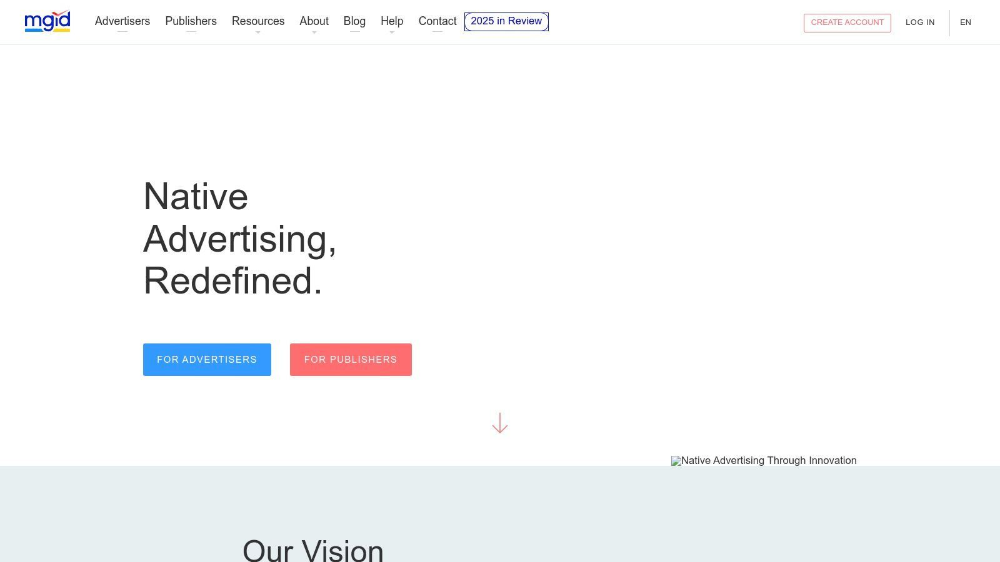 mgid
Advertisers Publishers Resources About Blog Help Contact 2025 in Review
CREATE ACCOUNT LOG IN EN
Native
Advertising,
Redefined.
FOR ADVERTISERS FOR PUBLISHERS
Native Advertising Through Innovation
Our Vision